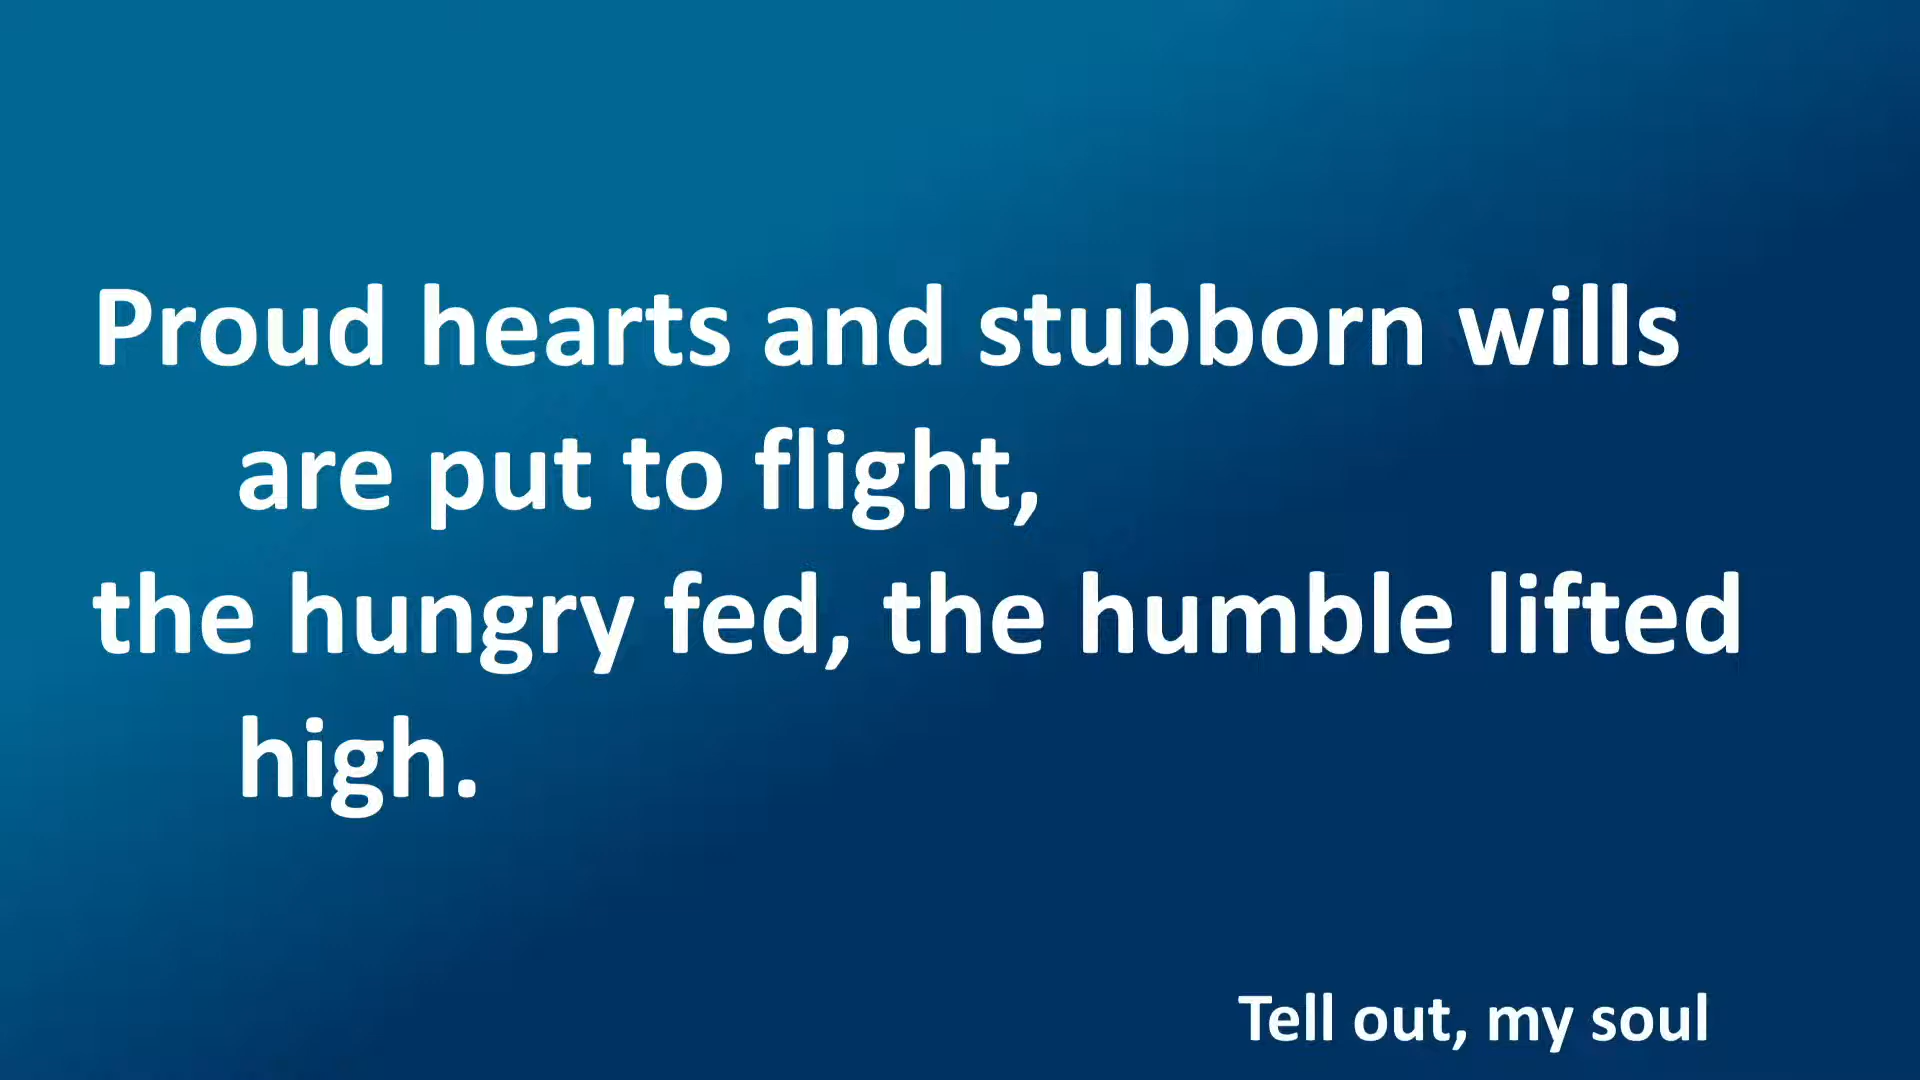 Proud hearts and stubborn wills
are put to flight,
the hungry fed, the humble lifted
high.
Tell out, my soul